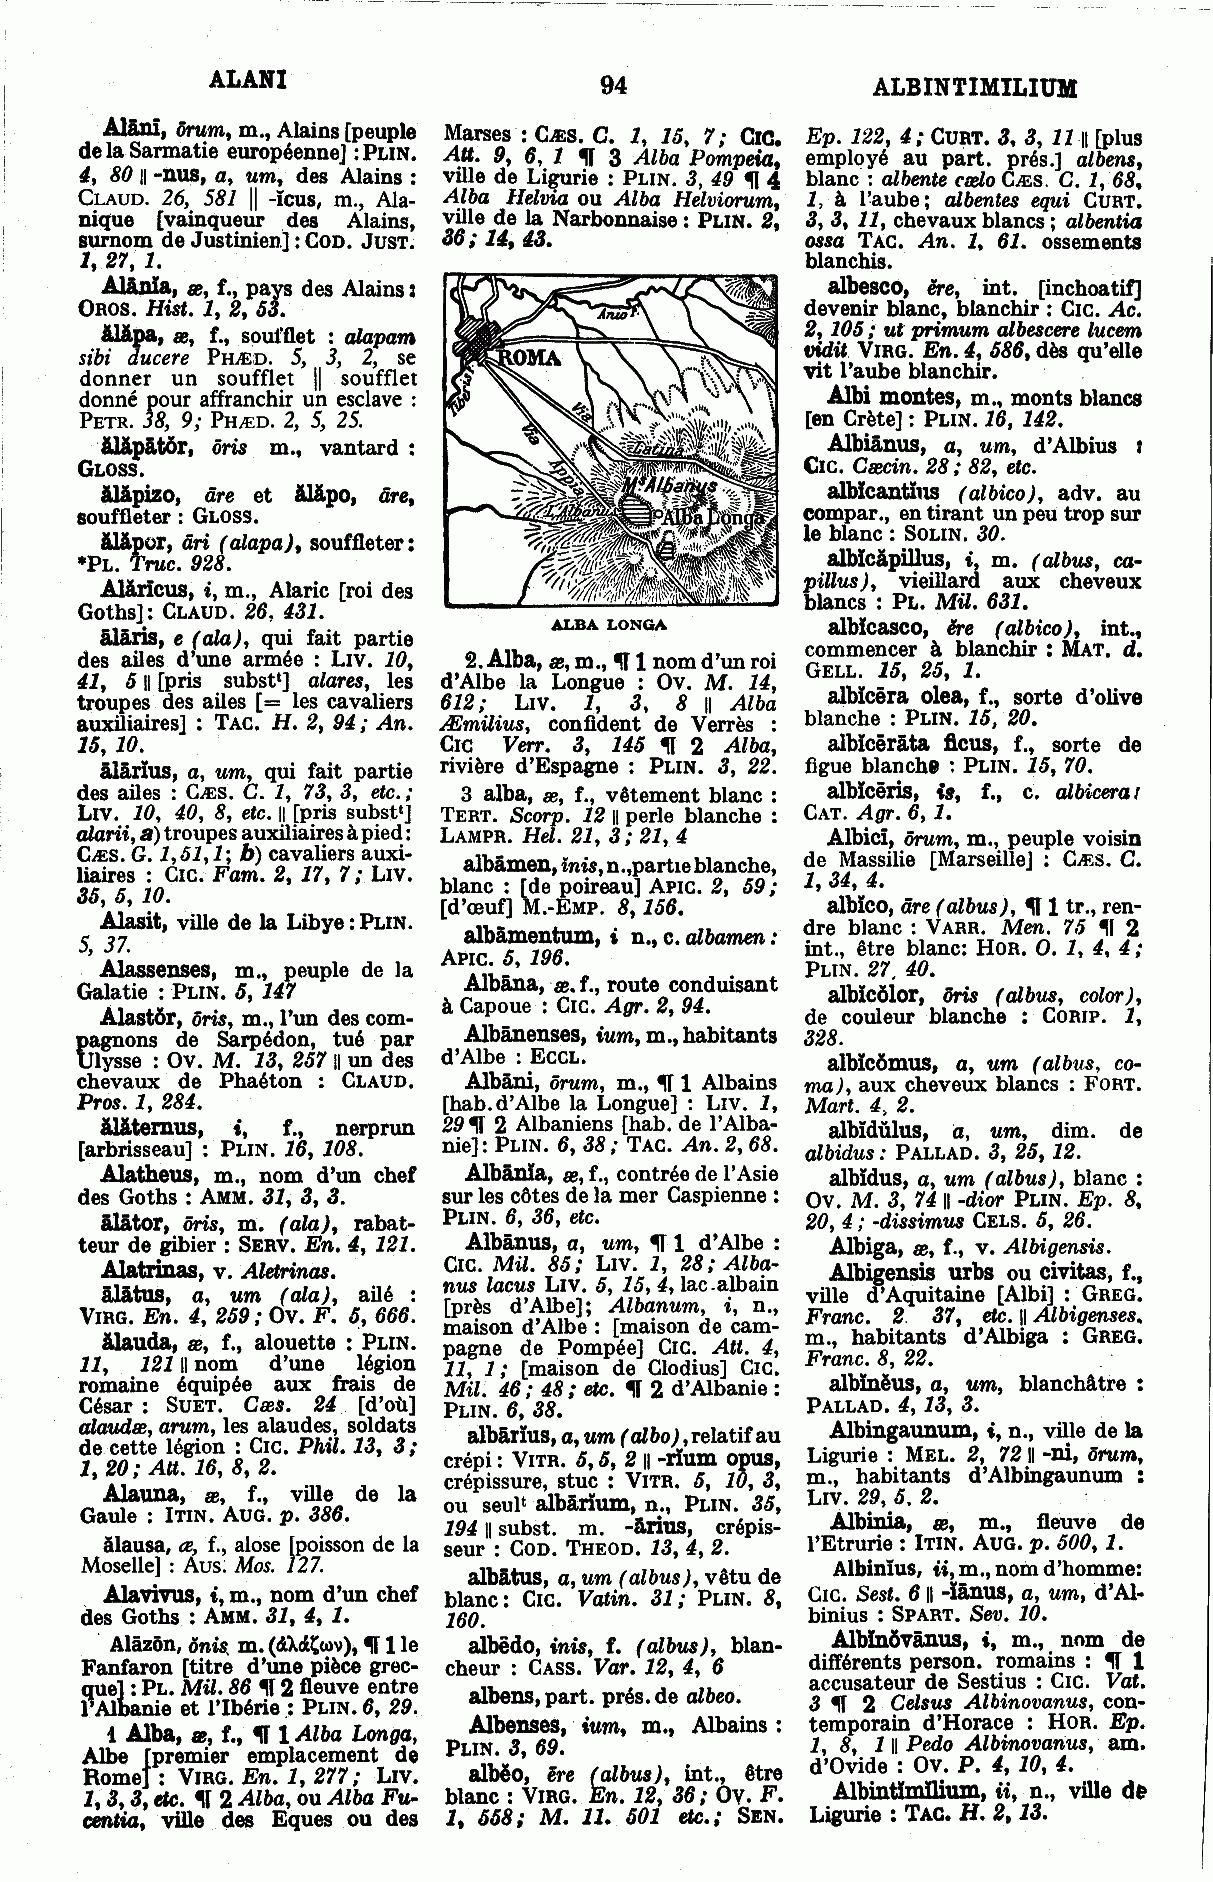 ALANI
94
ALBINTIMILIUM
Alānī, ōrum, m., Alains [peuple
de la Sarmatie européenne] : PLIN.
4, 80 || -nus, a, um, des Alains :
CLAUD. 26, 581 || -ĭcus, m., Ala-
nique [vainqueur des Alains,
surnom de Justinien] : COD. JUST.
1, 27, 1.
Alānĭa, æ, f., pays des Alains :
OROS. Hist. 1, 2, 53.
ălăpa, æ, f., soufflet : alapam
sibi ducere PHÆD. 5, 3, 2, se
donner un soufflet || soufflet
donné pour affranchir un esclave :
PETR. 38, 9; PHÆD. 2, 5, 25.
ălăpātŏr, ōris m., vantard :
GLOSS.
ălăpizo, āre et ălăpo, āre,
souffleter : GLOSS.
ălăpor, āri (alapa), souffleter :
*PL. Truc. 928.
Alărīcus, i, m., Alaric [roi des
Goths] : CLAUD. 26, 431.
ālāris, e (ala), qui fait partie
des ailes d'une armée : LIV. 10,
41, 5 || [pris substᵗ] alares, les
troupes des ailes [= les cavaliers
auxiliaires] : TAC. H. 2, 94; An.
15, 10.
ālārĭus, a, um, qui fait partie
des ailes : CÆS. C. 1, 73, 3, etc.;
LIV. 10, 40, 8, etc. || [pris substᵗ]
alarii, a) troupes auxiliaires à pied :
CÆS. G. 1, 51, 1; b) cavaliers auxi-
liaires : CIC. Fam. 2, 17, 7; LIV.
35, 5, 10.
Alasit, ville de la Libye : PLIN.
5, 37.
Alassenses, m., peuple de la
Galatie : PLIN. 5, 147
Alastŏr, ŏris, m., l'un des com-
pagnons de Sarpédon, tué par
Ulysse : OV. M. 13, 257 || un des
chevaux de Phaéton : CLAUD.
Pros. 1, 284.
ălăternus, i, f., nerprun
[arbrisseau] : PLIN. 16, 108.
Alatheus, m., nom d'un chef
des Goths : AMM. 31, 3, 3.
ălātor, ōris, m. (ala), rabat-
teur de gibier : SERV. En. 4, 121.
Alatrinas, v. Aletrinas.
ālātus, a, um (ala), ailé :
VIRG. En. 4, 259; OV. F. 5, 666.
ălauda, æ, f., alouette : PLIN.
11, 121 || nom d'une légion
romaine équipée aux frais de
César : SUET. Cæs. 24 [d'où]
alaudæ, arum, les alaudes, soldats
de cette légion : CIC. Phil. 13, 3;
1, 20; Att. 16, 8, 2.
Alauna, æ, f., ville de la
Gaule : ITIN. AUG. p. 386.
ălausa, æ, f., alose [poisson de la
Moselle] : AUS. Mos. 127.
Alavivus, i, m., nom d'un chef
des Goths : AMM. 31, 4, 1.
Alāzōn, ŏnis, m. (ἀλάζων), ¶ 1 le
Fanfaron [titre d'une pièce grec-
que] : PL. Mil. 86 ¶ 2 fleuve entre
l'Albanie et l'Ibérie : PLIN. 6, 29.
1 Alba, æ, f., ¶ 1 Alba Longa,
Albe [premier emplacement de
Rome] : VIRG. En. 1, 277; LIV.
1, 3, 3, etc. ¶ 2 Alba, ou Alba Fu-
centia, ville des Eques ou des
Marses : CÆS. C. 1, 15, 7; CIC.
Att. 9, 6, 1 ¶ 3 Alba Pompeia,
ville de Ligurie : PLIN. 3, 49 ¶ 4
Alba Helvia ou Alba Helviorum,
ville de la Narbonnaise : PLIN. 2,
36; 14, 43.
Anio F.
ROMA
Tiberis F.
Via
Latina
Via
Appia
Mˢ Albanus
L. Albanus
Alba Longa
ALBA LONGA
2. Alba, æ, m., ¶ 1 nom d'un roi
d'Albe la Longue : OV. M. 14,
612; LIV. 1, 3, 8 || Alba
Æmilius, confident de Verrès :
CIC Verr. 3, 145 ¶ 2 Alba,
rivière d'Espagne : PLIN. 3, 22.
3 alba, æ, f., vêtement blanc :
TERT. Scorp. 12 || perle blanche :
LAMPR. Hel. 21, 3; 21, 4
albāmen, inis, n., partie blanche,
blanc : [de poireau] APIC. 2, 59;
[d'œuf] M.-EMP. 8, 156.
albāmentum, i n., c. albamen :
APIC. 5, 196.
Albāna, æ. f., route conduisant
à Capoue : CIC. Agr. 2, 94.
Albānenses, ium, m., habitants
d'Albe : ECCL.
Albāni, ōrum, m., ¶ 1 Albains
[hab. d'Albe la Longue] : LIV. 1,
29 ¶ 2 Albaniens [hab. de l'Alba-
nie] : PLIN. 6, 38; TAC. An. 2, 68.
Albānĭa, æ, f., contrée de l'Asie
sur les côtes de la mer Caspienne :
PLIN. 6, 36, etc.
Albānus, a, um, ¶ 1 d'Albe :
CIC. Mil. 85; LIV. 1, 28; Alba-
nus lacus LIV. 5, 15, 4, lac albain
[près d'Albe]; Albanum, i, n.,
maison d'Albe : [maison de cam-
pagne de Pompée] CIC. Att. 4,
11, 1; [maison de Clodius] CIC.
Mil. 46; 48; etc. ¶ 2 d'Albanie :
PLIN. 6, 38.
albārĭus, a, um (albo), relatif au
crépi : VITR. 5, 5, 2 || -rĭum opus,
crépissure, stuc : VITR. 5, 10, 3,
ou seulᵗ albārĭum, n., PLIN. 35,
194 || subst. m. -ārĭus, crépis-
seur : COD. THEOD. 13, 4, 2.
albātus, a, um (albus), vêtu de
blanc : CIC. Vatin. 31; PLIN. 8,
160.
albēdo, inis, f. (albus), blan-
cheur : CASS. Var. 12, 4, 6
albens, part. prés. de albeo.
Albenses, ium, m., Albains :
PLIN. 3, 69.
albĕo, ēre (albus), int., être
blanc : VIRG. En. 12, 36; OV. F.
1, 558; M. 11. 501 etc.; SEN.
Ep. 122, 4; CURT. 3, 3, 11 || [plus
employé au part. prés.] albens,
blanc : albente cælo CÆS. C. 1, 68,
1, à l'aube; albentes equi CURT.
3, 3, 11, chevaux blancs; albentia
ossa TAC. An. 1, 61. ossements
blanchis.
albesco, ĕre, int. [inchoatif]
devenir blanc, blanchir : CIC. Ac.
2, 105; ut primum albescere lucem
vidit VIRG. En. 4, 586, dès qu'elle
vit l'aube blanchir.
Albi montes, m., monts blancs
[en Crète] : PLIN. 16, 142.
Albiānus, a, um, d'Albius :
CIC. Cæcin. 28; 82, etc.
albĭcantĭus (albico), adv. au
compar., en tirant un peu trop sur
le blanc : SOLIN. 30.
albĭcăpillus, i, m. (albus, ca-
pillus), vieillard aux cheveux
blancs : PL. Mil. 631.
albĭcasco, ĕre (albico), int.,
commencer à blanchir : MAT. d.
GELL. 15, 25, 1.
albĭcēra olea, f., sorte d'olive
blanche : PLIN. 15, 20.
albĭcērāta ficus, f., sorte de
figue blanche : PLIN. 15, 70.
albĭcēris, is, f., c. albicera :
CAT. Agr. 6, 1.
Albicī, ōrum, m., peuple voisin
de Massilie [Marseille] : CÆS. C.
1, 34, 4.
albĭco, āre (albus), ¶ 1 tr., ren-
dre blanc : VARR. Men. 75 ¶ 2
int., être blanc : HOR. O. 1, 4, 4;
PLIN. 27, 40.
albĭcŏlor, ōris (albus, color),
de couleur blanche : CORIP. 1,
328.
albĭcŏmus, a, um (albus, co-
ma), aux cheveux blancs : FORT.
Mart. 4, 2.
albĭdŭlus, a, um, dim. de
albidus : PALLAD. 3, 25, 12.
albĭdus, a, um (albus), blanc :
OV. M. 3, 74 || -dior PLIN. Ep. 8,
20, 4; -dissimus CELS. 5, 26.
Albiga, æ, f., v. Albigensis.
Albigensis urbs ou civitas, f.,
ville d'Aquitaine [Albi] : GREG.
Franc. 2. 37, etc. || Albigenses,
m., habitants d'Albiga : GREG.
Franc. 8, 22.
albĭnĕus, a, um, blanchâtre :
PALLAD. 4, 13, 3.
Albingaunum, i, n., ville de la
Ligurie : MEL. 2, 72 || -ni, ōrum,
m., habitants d'Albingaunum :
LIV. 29, 5, 2.
Albinia, æ, m., fleuve de
l'Etrurie : ITIN. AUG. p. 500, 1.
Albinĭus, ii, m., nom d'homme :
CIC. Sest. 6 || -ĭānus, a, um, d'Al-
binius : SPART. Sev. 10.
Albĭnŏvānus, i, m., nom de
différents person. romains : ¶ 1
accusateur de Sestius : CIC. Vat.
3 ¶ 2 Celsus Albinovanus, con-
temporain d'Horace : HOR. Ep.
1, 8, 1 || Pedo Albinovanus, am.
d'Ovide : OV. P. 4, 10, 4.
Albintĭmĭlĭum, ii, n., ville de
Ligurie : TAC. H. 2, 13.